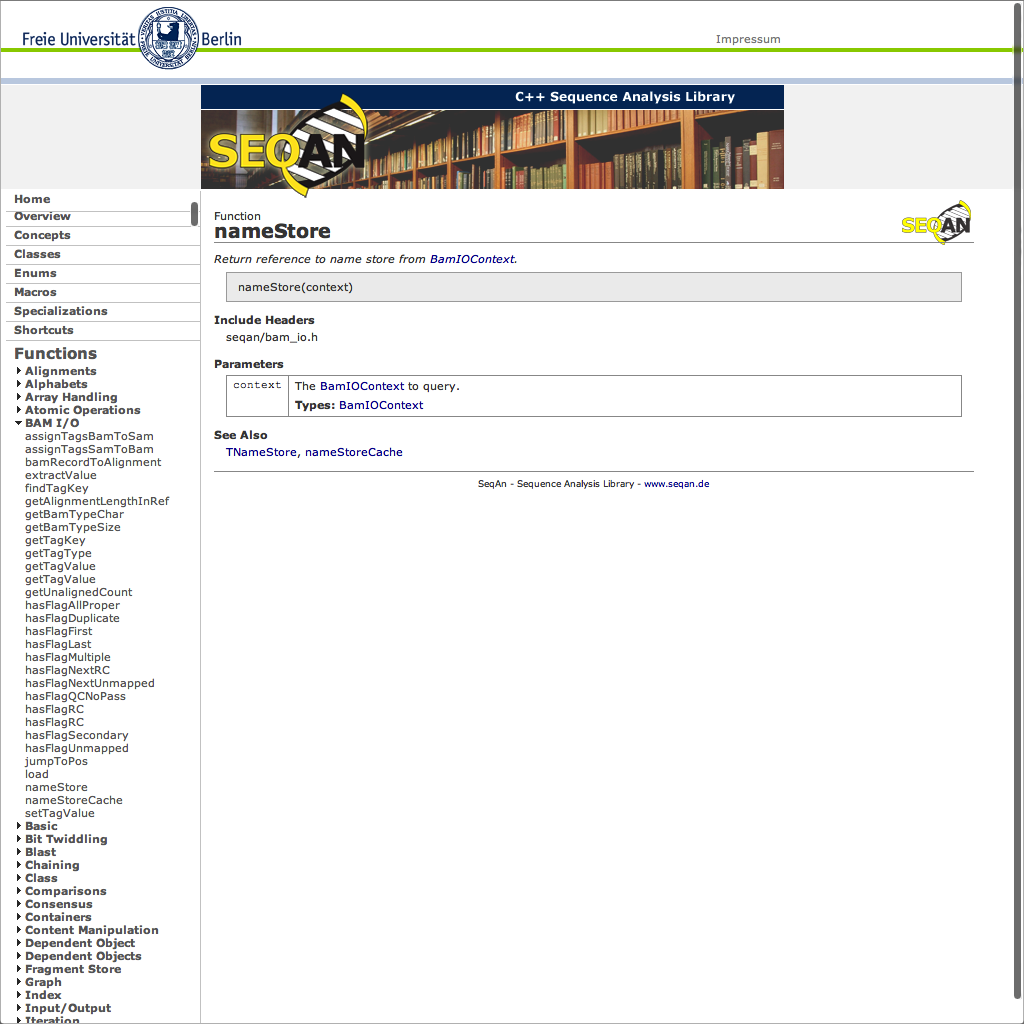 Freie Universität Berlin
Impressum
C++ Sequence Analysis Library
SEQAN
Home
Overview
Concepts
Classes
Enums
Macros
Specializations
Shortcuts
Functions
Alignments
Alphabets
Array Handling
Atomic Operations
BAM I/O
assignTagsBamToSam
assignTagsSamToBam
bamRecordToAlignment
extractValue
findTagKey
getAlignmentLengthInRef
getBamTypeChar
getBamTypeSize
getTagKey
getTagType
getTagValue
getTagValue
getUnalignedCount
hasFlagAllProper
hasFlagDuplicate
hasFlagFirst
hasFlagLast
hasFlagMultiple
hasFlagNextRC
hasFlagNextUnmapped
hasFlagQCNoPass
hasFlagRC
hasFlagRC
hasFlagSecondary
hasFlagUnmapped
jumpToPos
load
nameStore
nameStoreCache
setTagValue
Basic
Bit Twiddling
Blast
Chaining
Class
Comparisons
Consensus
Containers
Content Manipulation
Dependent Object
Dependent Objects
Fragment Store
Graph
Index
Input/Output
Iteration
Function
nameStore
SEQAN
Return reference to name store from BamIOContext.
nameStore(context)
Include Headers
seqan/bam_io.h
Parameters
context The BamIOContext to query.
Types: BamIOContext
See Also
TNameStore, nameStoreCache
SeqAn - Sequence Analysis Library - www.seqan.de